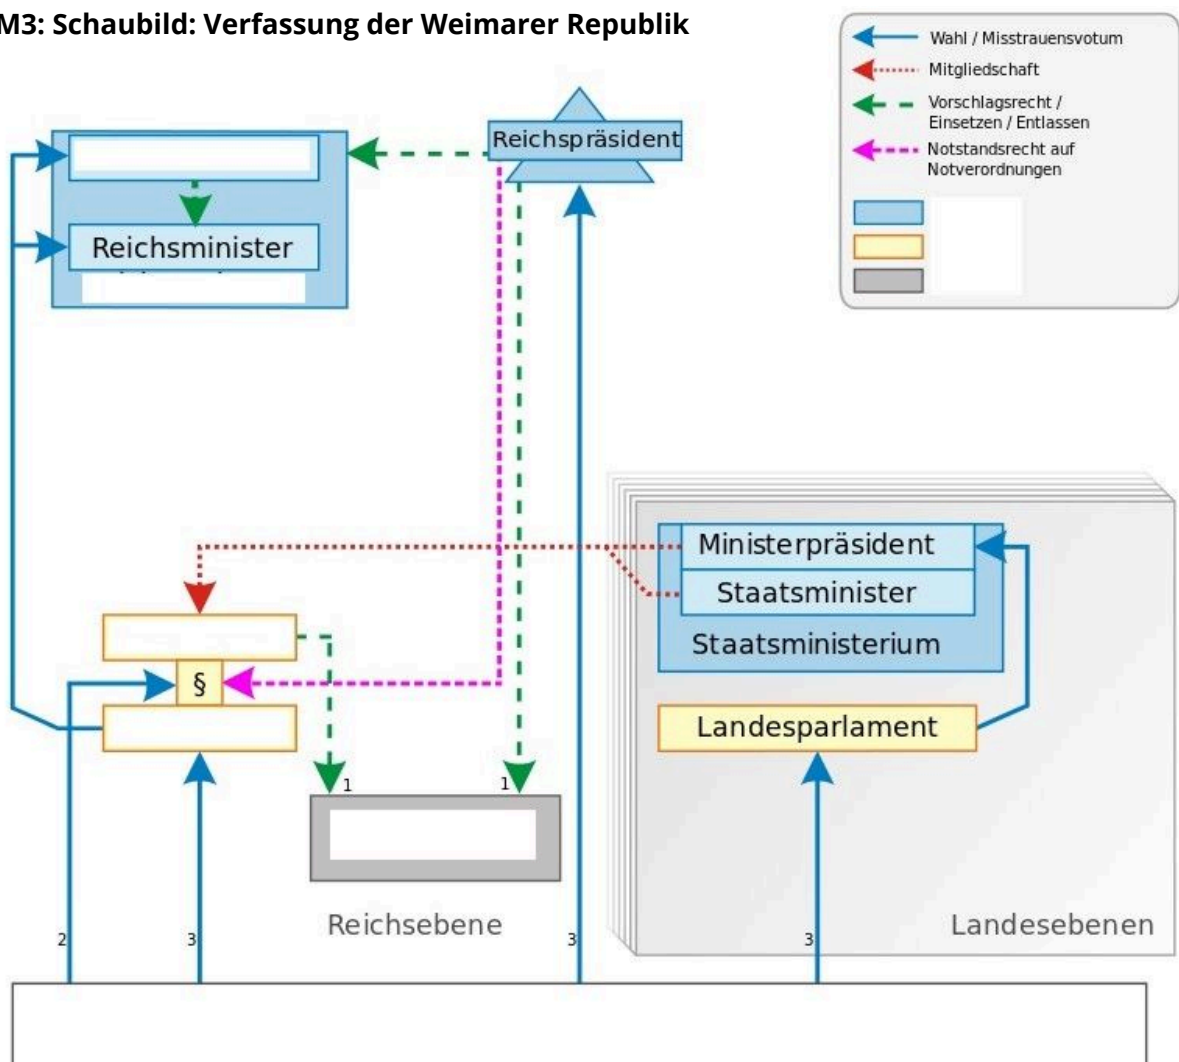 M3: Schaubild: Verfassung der Weimarer Republik
Wahl / Misstrauensvotum
Mitgliedschaft
Vorschlagsrecht /
Einsetzen / Entlassen
Notstandsrecht auf
Notverordnungen
Reichspräsident
Reichsminister
Ministerpräsident
Staatsminister
Staatsministerium
§
Landesparlament
1
1
Reichsebene
Landesebenen
2
3
3
3